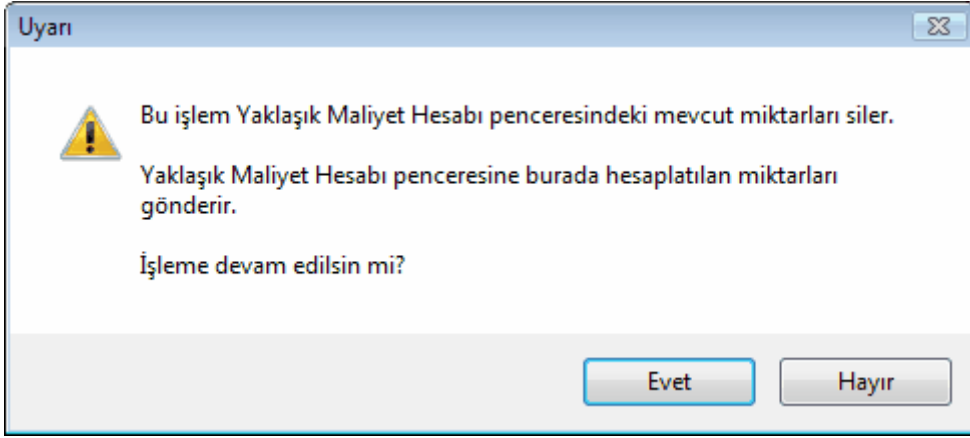 Uyarı
Bu işlem Yaklaşık Maliyet Hesabı penceresindeki mevcut miktarları siler.
Yaklaşık Maliyet Hesabı penceresine burada hesaplatılan miktarları
gönderir.
İşleme devam edilsin mi?
Evet
Hayır